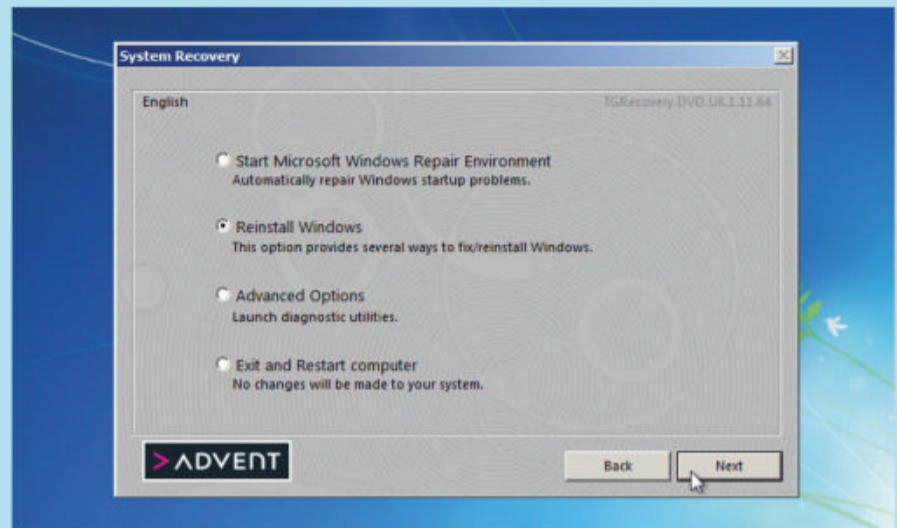 System Recovery
English
TGRecovery.DVD.UK.1.11.64
Start Microsoft Windows Repair Environment
Automatically repair Windows startup problems.
Reinstall Windows
This option provides several ways to fix/reinstall Windows.
Advanced Options
Launch diagnostic utilities.
Exit and Restart computer
No changes will be made to your system.
>ADVENT
Back
Next